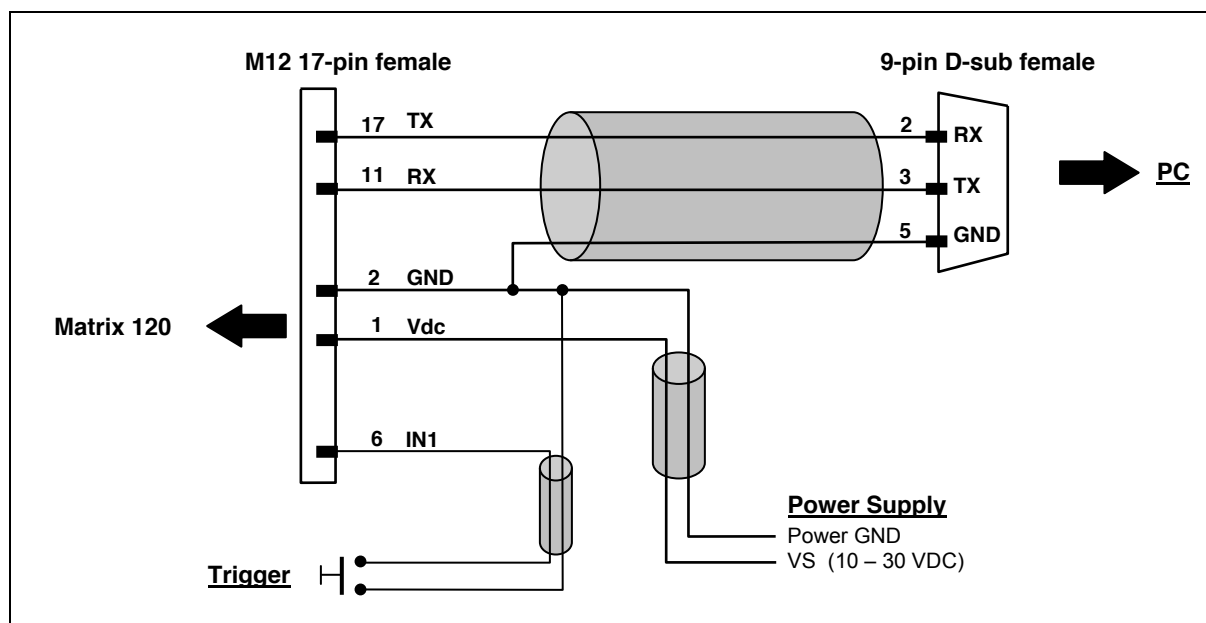 M12 17-pin female
9-pin D-sub female
17 TX
2 RX
11 RX
3 TX
PC
5 GND
2 GND
Matrix 120
1 Vdc
6 IN1
Power Supply
Power GND
VS (10 – 30 VDC)
Trigger